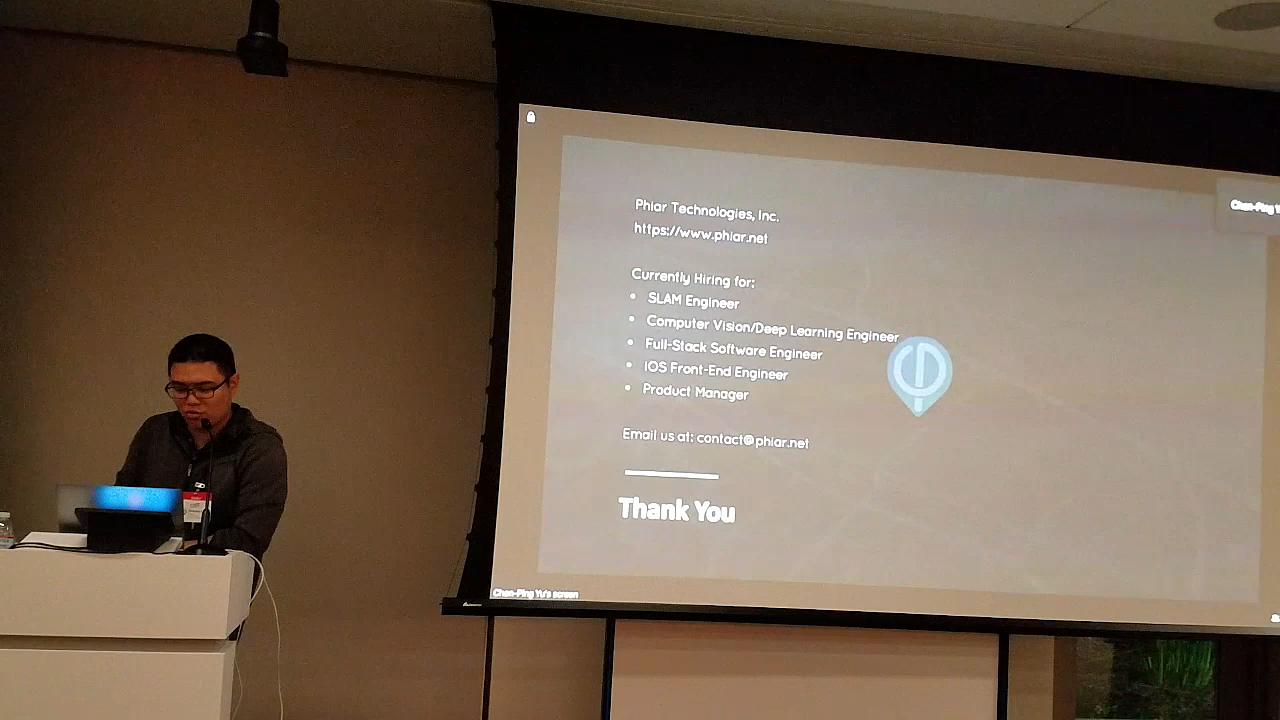 Phiar Technologies, Inc.
https://www.phiar.net
Currently Hiring for:
• SLAM Engineer
• Computer Vision/Deep Learning Engineer
• Full-Stack Software Engineer
• IOS Front-End Engineer
• Product Manager
Email us at: contact@phiar.net
Thank You
Chen-Ping Yu's screen
Chen-Ping